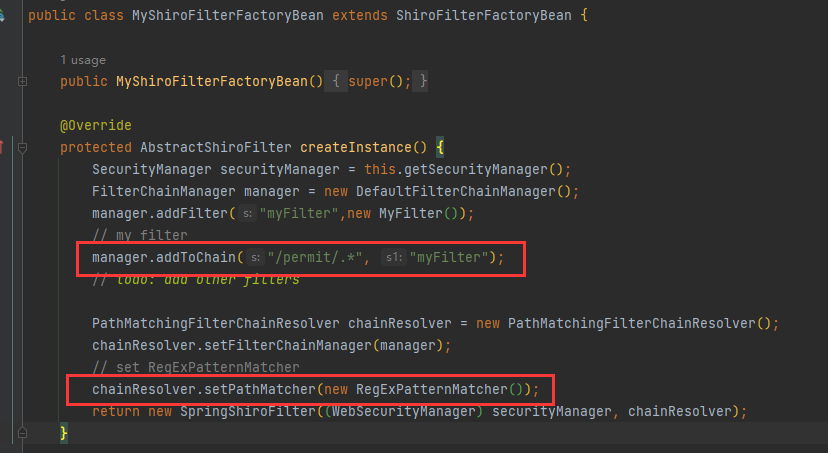 public class MyShiroFilterFactoryBean extends ShiroFilterFactoryBean {
1 usage
public MyShiroFilterFactoryBean() { super(); }
@Override
protected AbstractShiroFilter createInstance() {
SecurityManager securityManager = this.getSecurityManager();
FilterChainManager manager = new DefaultFilterChainManager();
manager.addFilter( s: "myFilter",new MyFilter());
// my filter
manager.addToChain( s: "/permit/.*", s1: "myFilter");
// todo: add other filters
PathMatchingFilterChainResolver chainResolver = new PathMatchingFilterChainResolver();
chainResolver.setFilterChainManager(manager);
// set RegExPatternMatcher
chainResolver.setPathMatcher(new RegExPatternMatcher());
return new SpringShiroFilter((WebSecurityManager) securityManager, chainResolver);
}